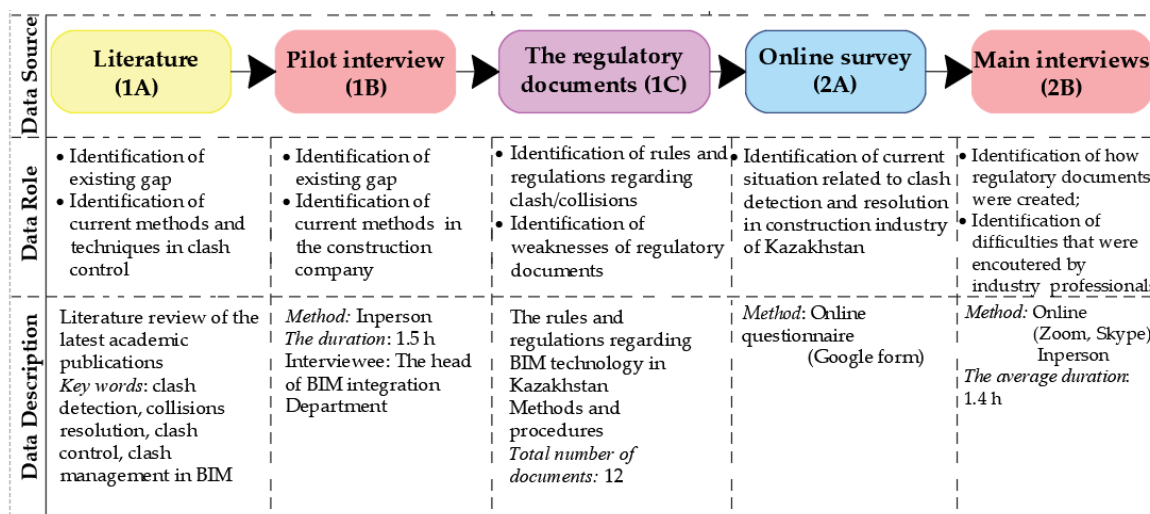 Data Source
Literature
(1A)
Pilot interview
(1B)
The regulatory
documents (1C)
Online survey
(2A)
Main interviews
(2B)
Data Role
• Identification of
existing gap
• Identification of
current methods and
techniques in clash
control
• Identification of
existing gap
• Identification of
current methods in
the construction
company
• Identification of rules and
regulations regarding
clash/collisions
• Identification of
weaknesses of regulatory
documents
• Identification of current
situation related to clash
detection and resolution
in construction industry
of Kazakhstan
• Identification of how
regulatory documents
were created;
• Identification of
difficulties that were
encoutered by
industry professionals
Data Description
Literature review of the
latest academic
publications
Key words: clash
detection, collisions
resolution, clash
control, clash
management in BIM
Method: Inperson
The duration: 1.5 h
Interviewee: The head
of BIM integration
Department
The rules and
regulations regarding
BIM technology in
Kazakhstan
Methods and
procedures
Total number of
documents: 12
Method: Online
questionnaire
(Google form)
Method: Online
(Zoom, Skype)
Inperson
The average duration:
1.4 h